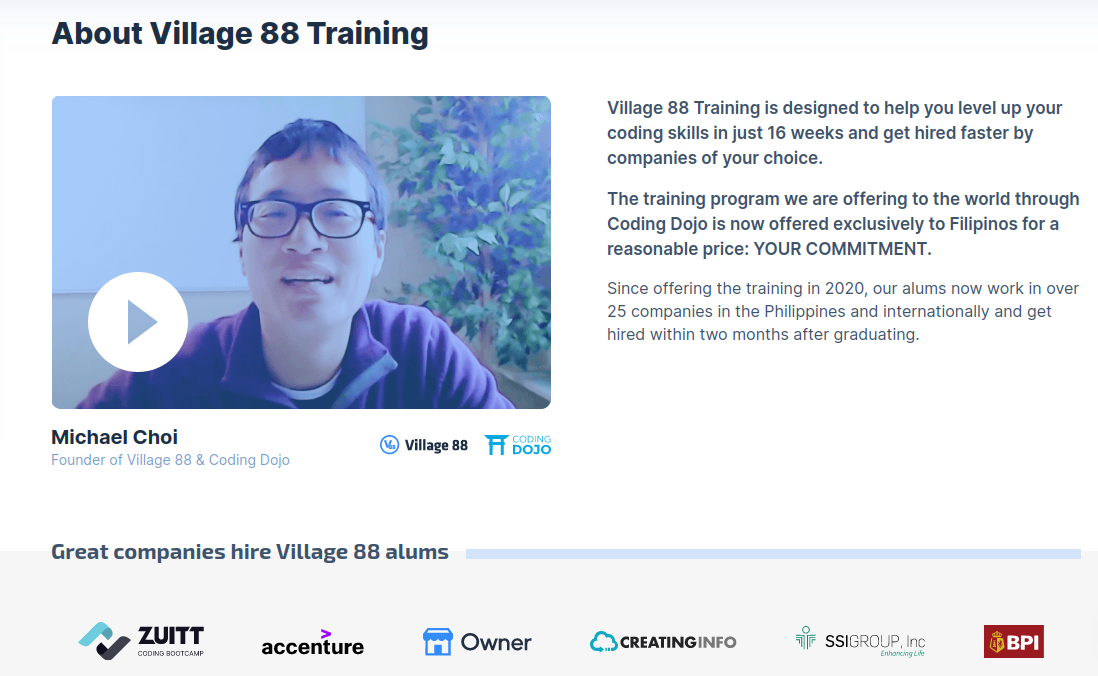 About Village 88 Training
Village 88 Training is designed to help you level up your
coding skills in just 16 weeks and get hired faster by
companies of your choice.
The training program we are offering to the world through
Coding Dojo is now offered exclusively to Filipinos for a
reasonable price: YOUR COMMITMENT.
Since offering the training in 2020, our alums now work in over
25 companies in the Philippines and internationally and get
hired within two months after graduating.
Michael Choi
Founder of Village 88 & Coding Dojo
V88 Village 88
CODING
DOJO
Great companies hire Village 88 alums
ZUITT
CODING BOOTCAMP
accenture
Owner
CREATINGINFO
SSIGROUP, Inc
Enhancing Life
BPI